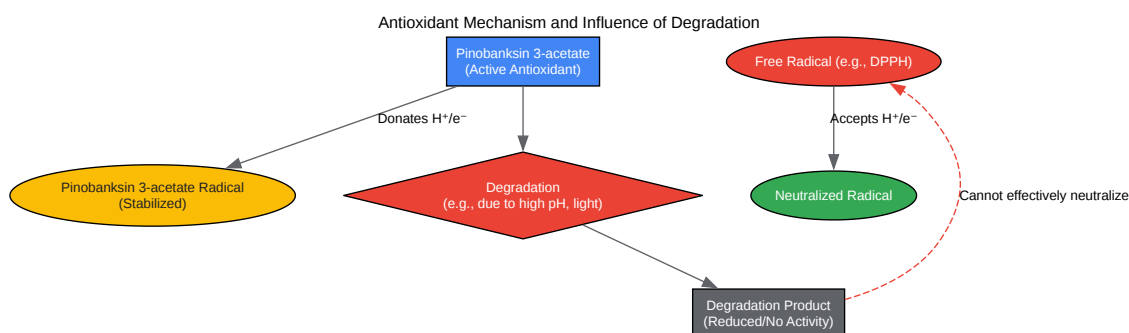 Antioxidant Mechanism and Influence of Degradation
Pinobanksin 3-acetate
(Active Antioxidant)
Free Radical (e.g., DPPH)
Donates H⁺/e⁻
Accepts H⁺/e⁻
Pinobanksin 3-acetate Radical
(Stabilized)
Degradation
(e.g., due to high pH, light)
Neutralized Radical
Cannot effectively neutralize
Degradation Product
(Reduced/No Activity)